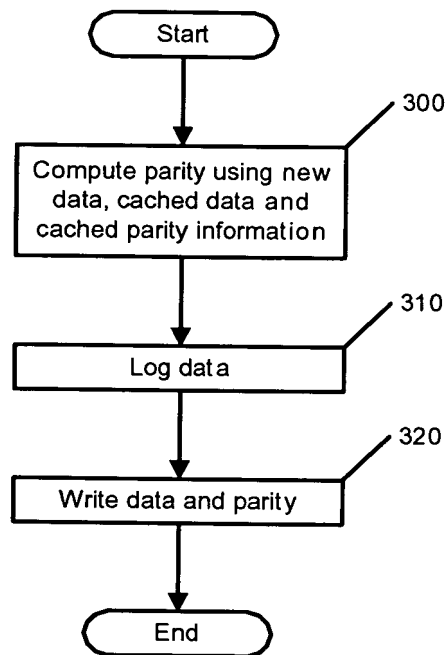 Start
300
Compute parity using new
data, cached data and
cached parity information
310
Log data
320
Write data and parity
End